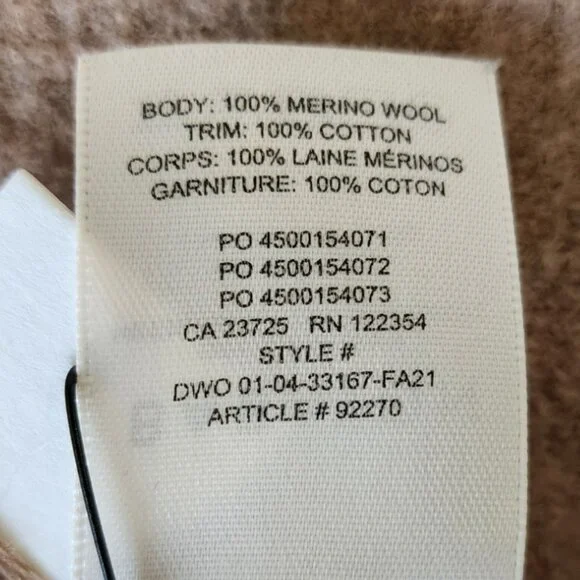 BODY: 100% MERINO WOOL
TRIM: 100% COTTON
CORPS: 100% LAINE MÉRINOS
GARNITURE: 100% COTON
PO 4500154071
PO 4500154072
PO 4500154073
CA 23725 RN 122354
STYLE #
DWO 01-04-33167-FA21
ARTICLE # 92270